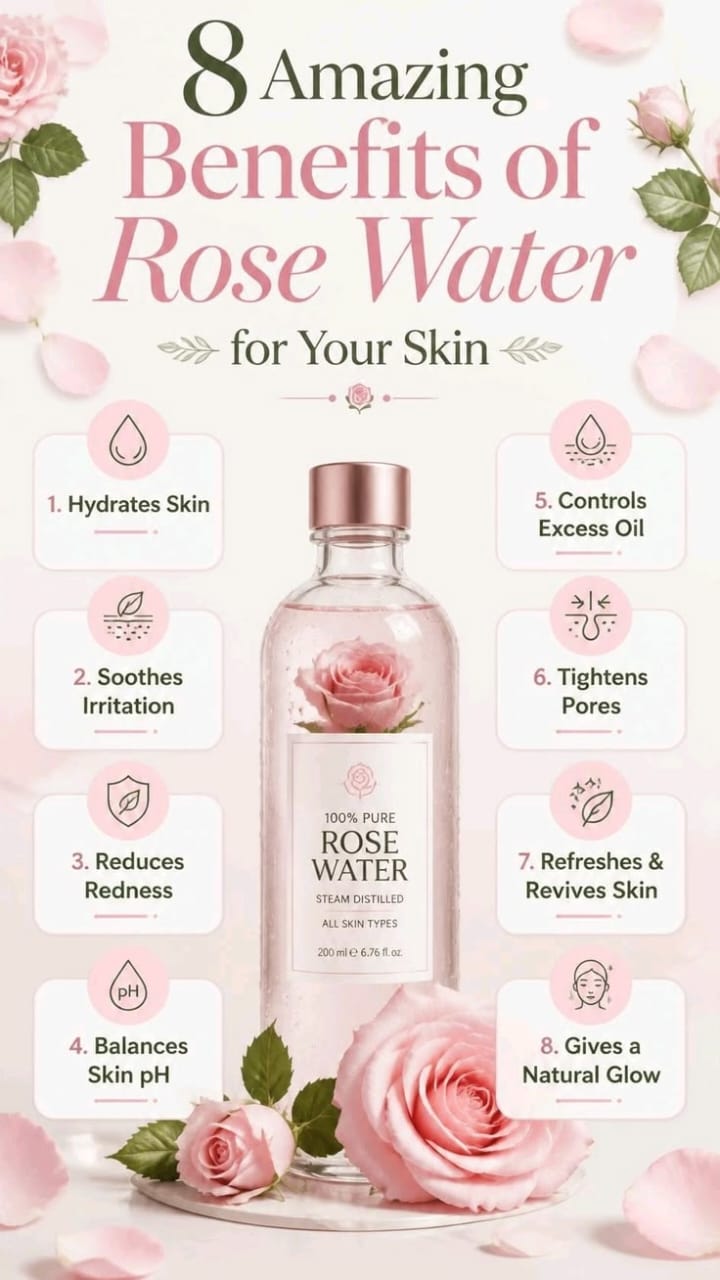 8 Amazing
Benefits of
Rose Water
for Your Skin
1. Hydrates Skin
2. Soothes
Irritation
3. Reduces
Redness
pH
4. Balances
Skin pH
5. Controls
Excess Oil
6. Tightens
Pores
7. Refreshes &
Revives Skin
8. Gives a
Natural Glow
100% PURE
ROSE
WATER
STEAM DISTILLED
ALL SKIN TYPES
200 ml ℮ 6.76 fl. oz.